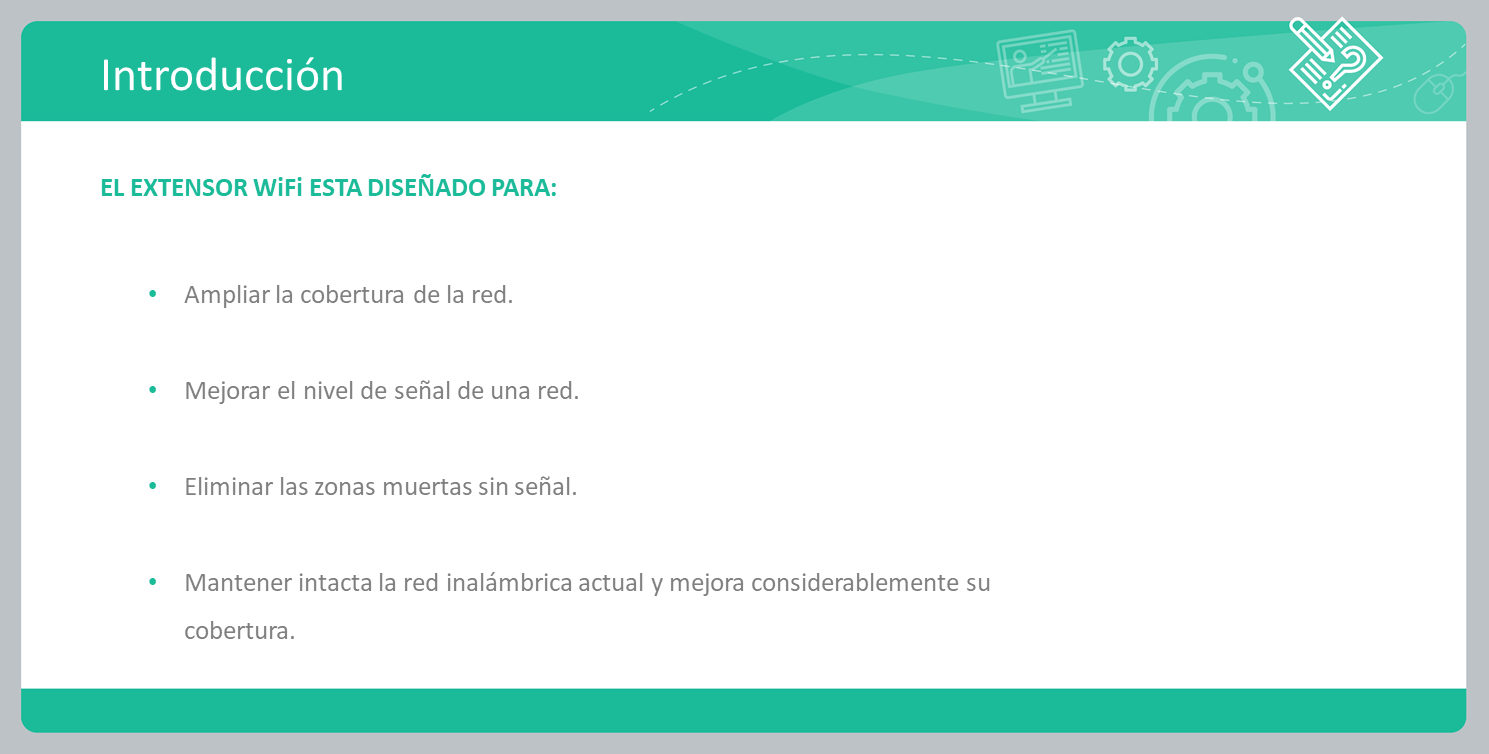 Introducción
EL EXTENSOR WiFi ESTA DISEÑADO PARA:
• Ampliar la cobertura de la red.
• Mejorar el nivel de señal de una red.
• Eliminar las zonas muertas sin señal.
• Mantener intacta la red inalámbrica actual y mejora considerablemente su
cobertura.